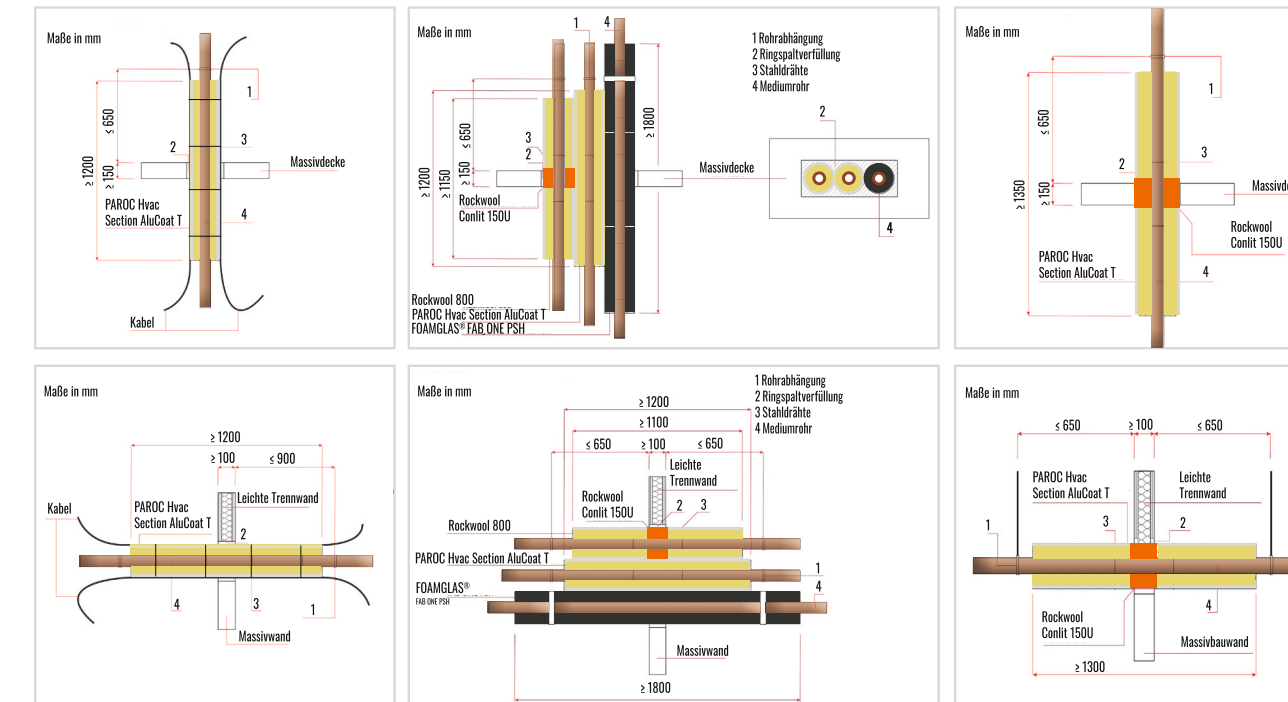 Maße in mm
1
≤ 650
≥ 1200
≥ 150
2
3
Massivdecke
PAROC Hvac
Section AluCoat T
4
Kabel
Maße in mm
1
4
1 Rohrabhängung
2 Ringspaltverfüllung
3 Stahldrähte
4 Mediumrohr
≤ 650
≥ 1800
2
3
2
≥ 1200
≥ 1150
≥ 150
Massivdecke
Rockwool
Conlit 150U
4
Rockwool 800
PAROC Hvac Section AluCoat T
FOAMGLAS® FAB ONE PSH
Maße in mm
1
≤ 650
3
2
≥ 1350
≥ 150
Massivde
Rockwool
Conlit 150U
PAROC Hvac
Section AluCoat T
4
Maße in mm
≥ 1200
≥ 100
≤ 900
Leichte Trennwand
Kabel
PAROC Hvac
Section AluCoat T
2
4
3
1
Massivwand
Maße in mm
1 Rohrabhängung
2 Ringspaltverfüllung
3 Stahldrähte
4 Mediumrohr
≥ 1200
≥ 1100
≤ 650
≥ 100
≤ 650
Leichte
Trennwand
Rockwool
Conlit 150U
2
3
Rockwool 800
PAROC Hvac Section AluCoat T
1
FOAMGLAS®
FAB ONE PSH
4
Massivwand
≥ 1800
Maße in mm
≤ 650
≥ 100
≤ 650
PAROC Hvac
Section AluCoat T
Leichte
Trennwand
1
3
2
4
Rockwool
Conlit 150U
Massivbauwand
≥ 1300